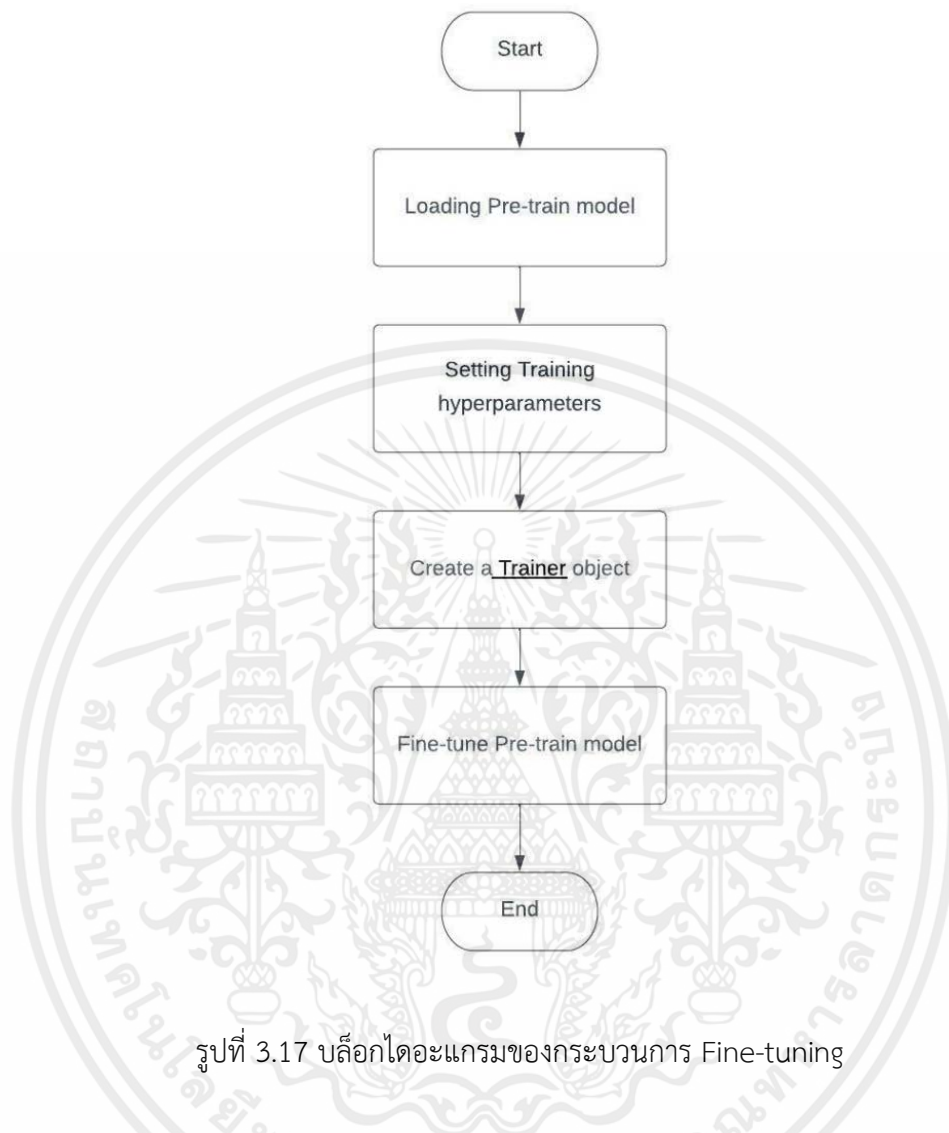 Start
Loading Pre-train model
Setting Training
hyperparameters
Create a Trainer object
Fine-tune Pre-train model
End
รูปที่ 3.17 บล็อกไดอะแกรมของกระบวนการ Fine-tuning